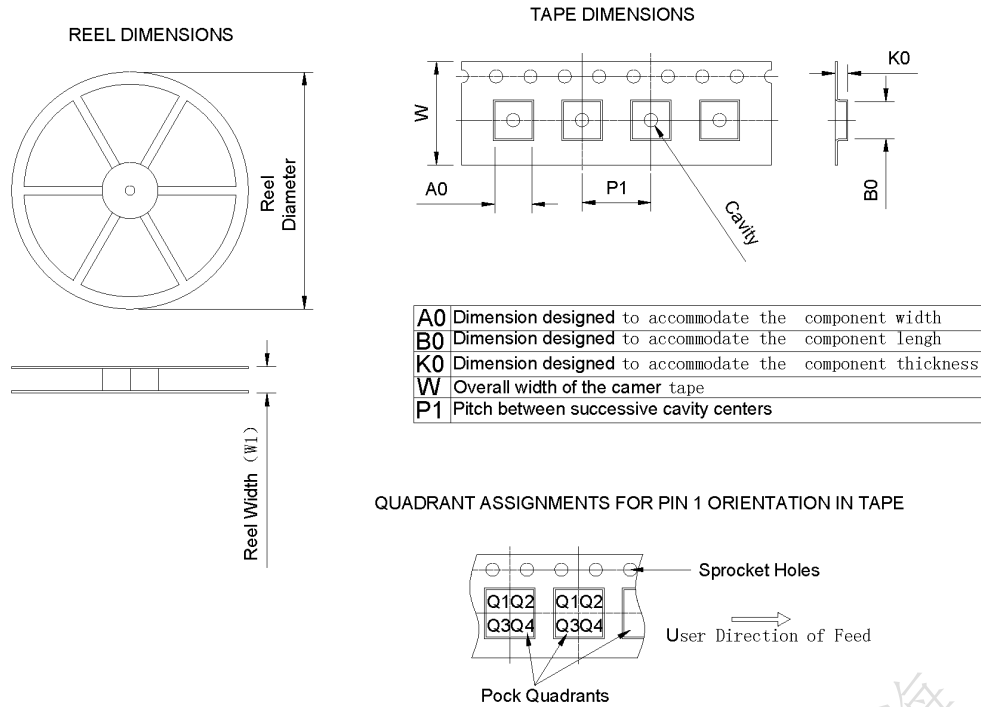 REEL DIMENSIONS
Reel
Diameter
Reel Width (W1)
TAPE DIMENSIONS
W
A0
P1
Cavity
K0
B0
A0 Dimension designed to accommodate the component width
B0 Dimension designed to accommodate the component lengh
K0 Dimension designed to accommodate the component thickness
W Overall width of the camer tape
P1 Pitch between successive cavity centers
QUADRANT ASSIGNMENTS FOR PIN 1 ORIENTATION IN TAPE
Q1Q2 Q1Q2
Q3Q4 Q3Q4
Sprocket Holes
User Direction of Feed
Pock Quadrants